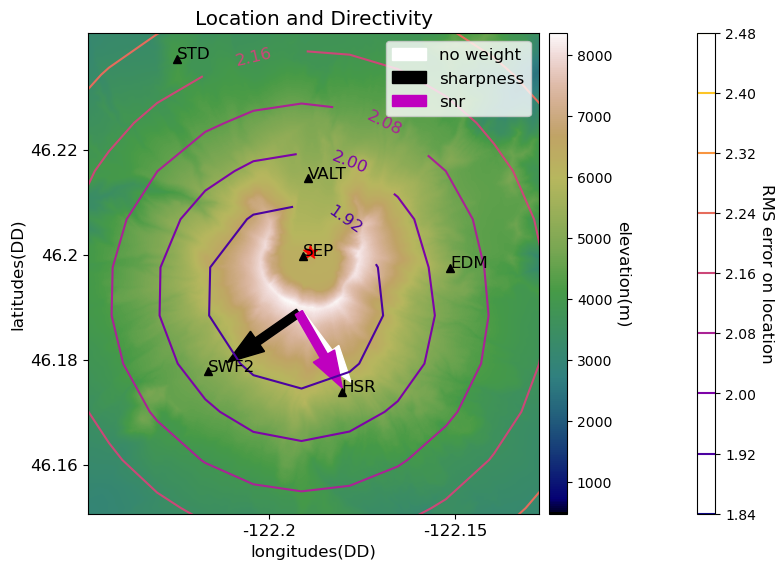 Location and Directivity
no weight
sharpness
snr
STD
2.16
2.08
2.00
VALT
1.92
SEP
EDM
SWF2
HSR
46.22
46.2
46.18
46.16
latitudes(DD)
-122.2
-122.15
longitudes(DD)
8000
7000
6000
5000
4000
3000
2000
1000
elevation(m)
2.48
2.40
2.32
2.24
2.16
2.08
2.00
1.92
1.84
RMS error on location